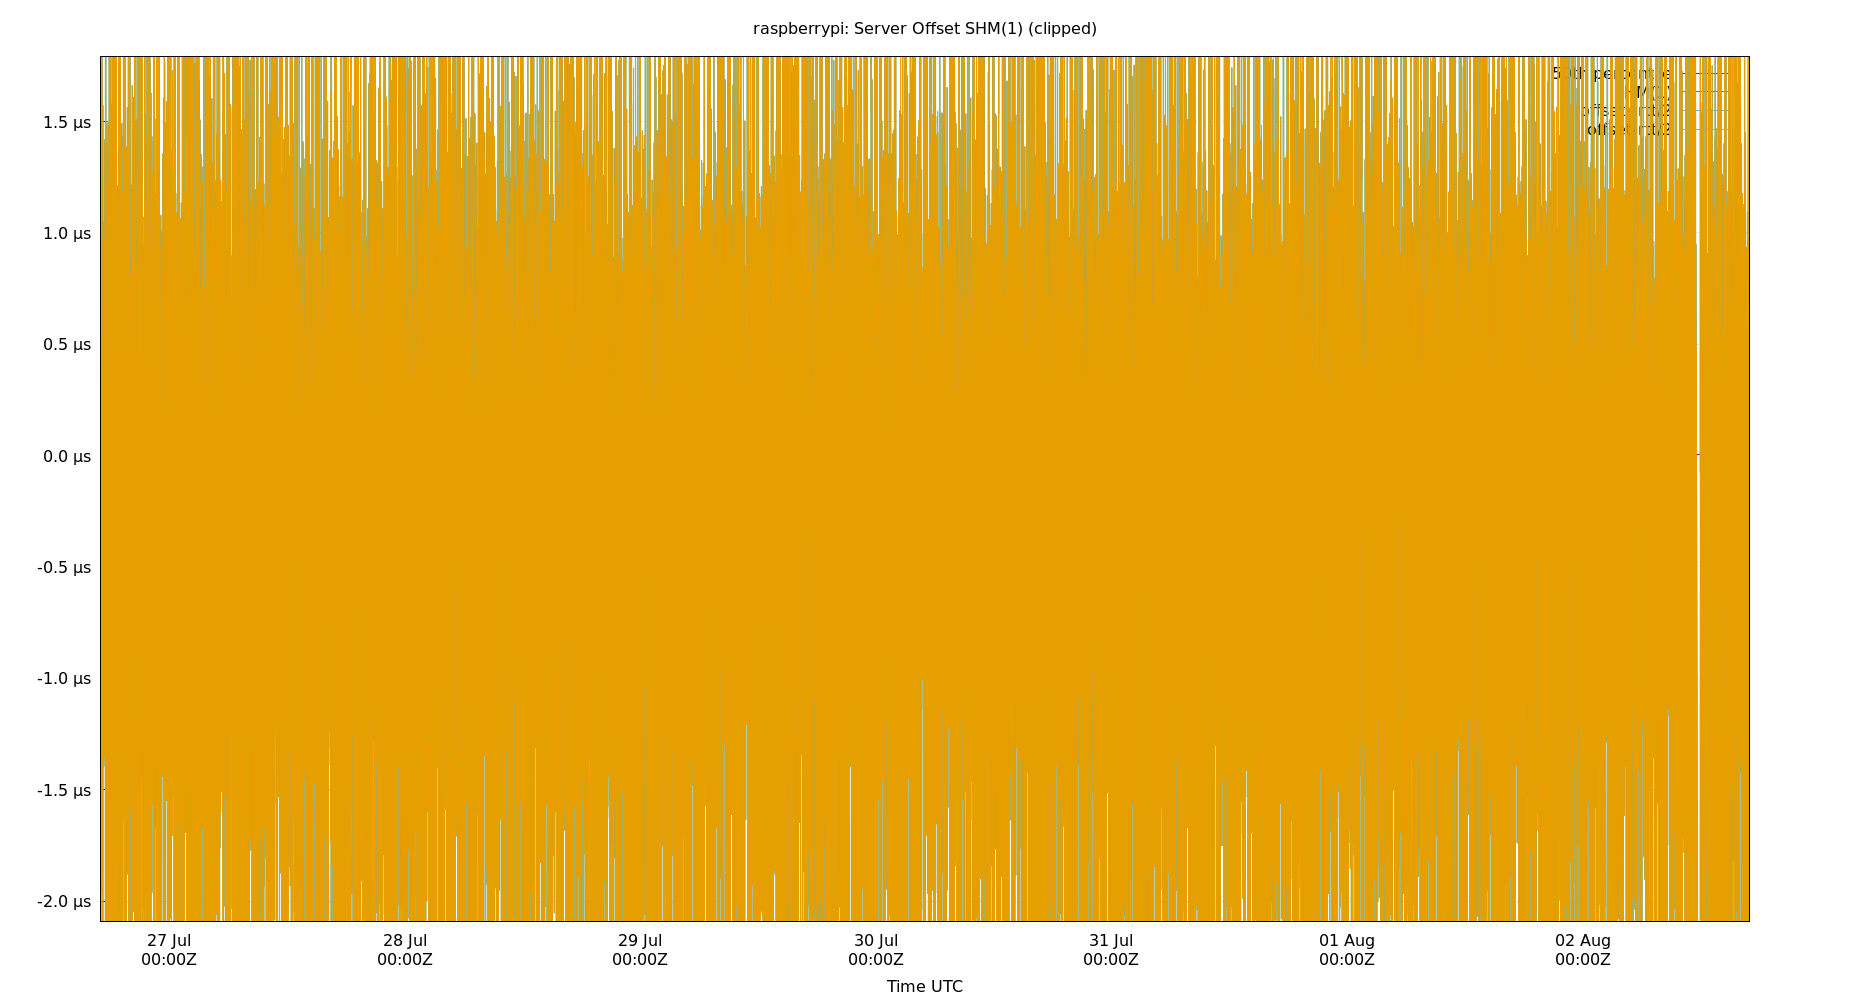 raspberrypi: Server Offset SHM(1) (clipped)
1.5 µs
1.0 µs
0.5 µs
0.0 µs
-0.5 µs
-1.0 µs
-1.5 µs
-2.0 µs
27 Jul
00:00Z
28 Jul
00:00Z
29 Jul
00:00Z
30 Jul
00:00Z
31 Jul
00:00Z
01 Aug
00:00Z
02 Aug
00:00Z
Time UTC